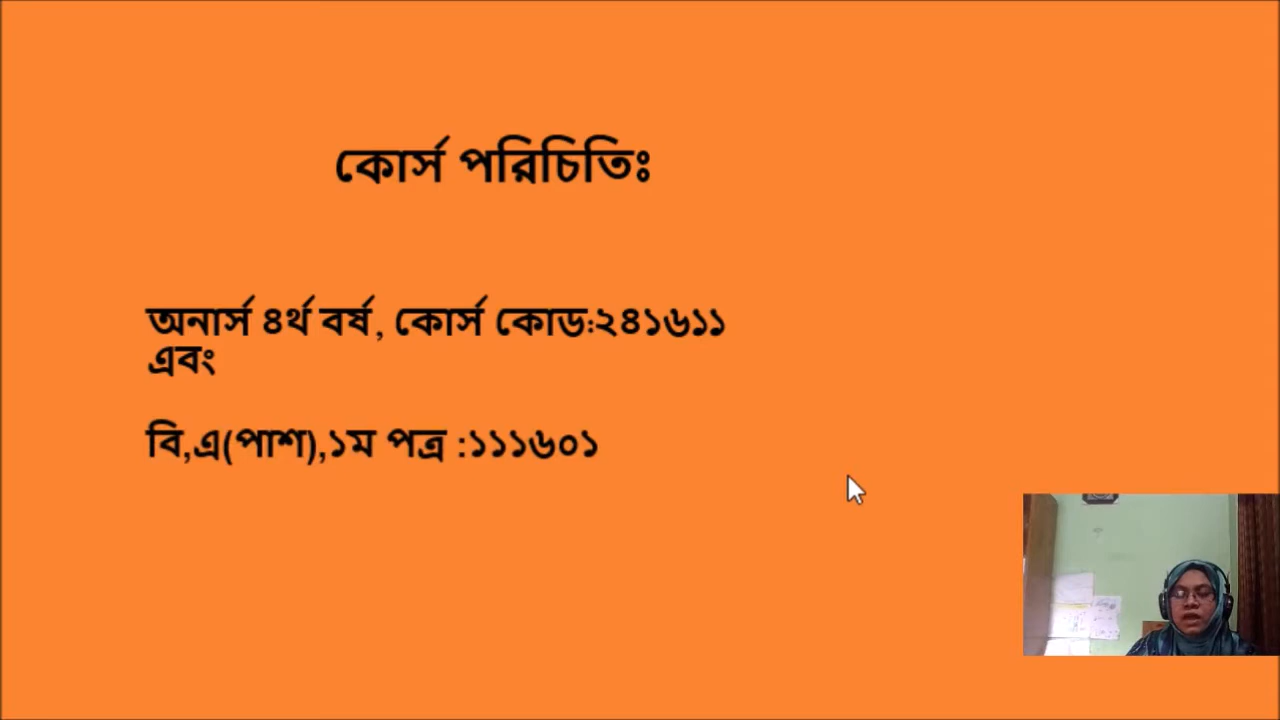 কোর্স পরিচিতিঃ
অনার্স ৪র্থ বর্ষ, কোর্স কোড:২৪১৬১১
এবং
বি,এ(পাশ),১ম পত্র :১১১৬০১